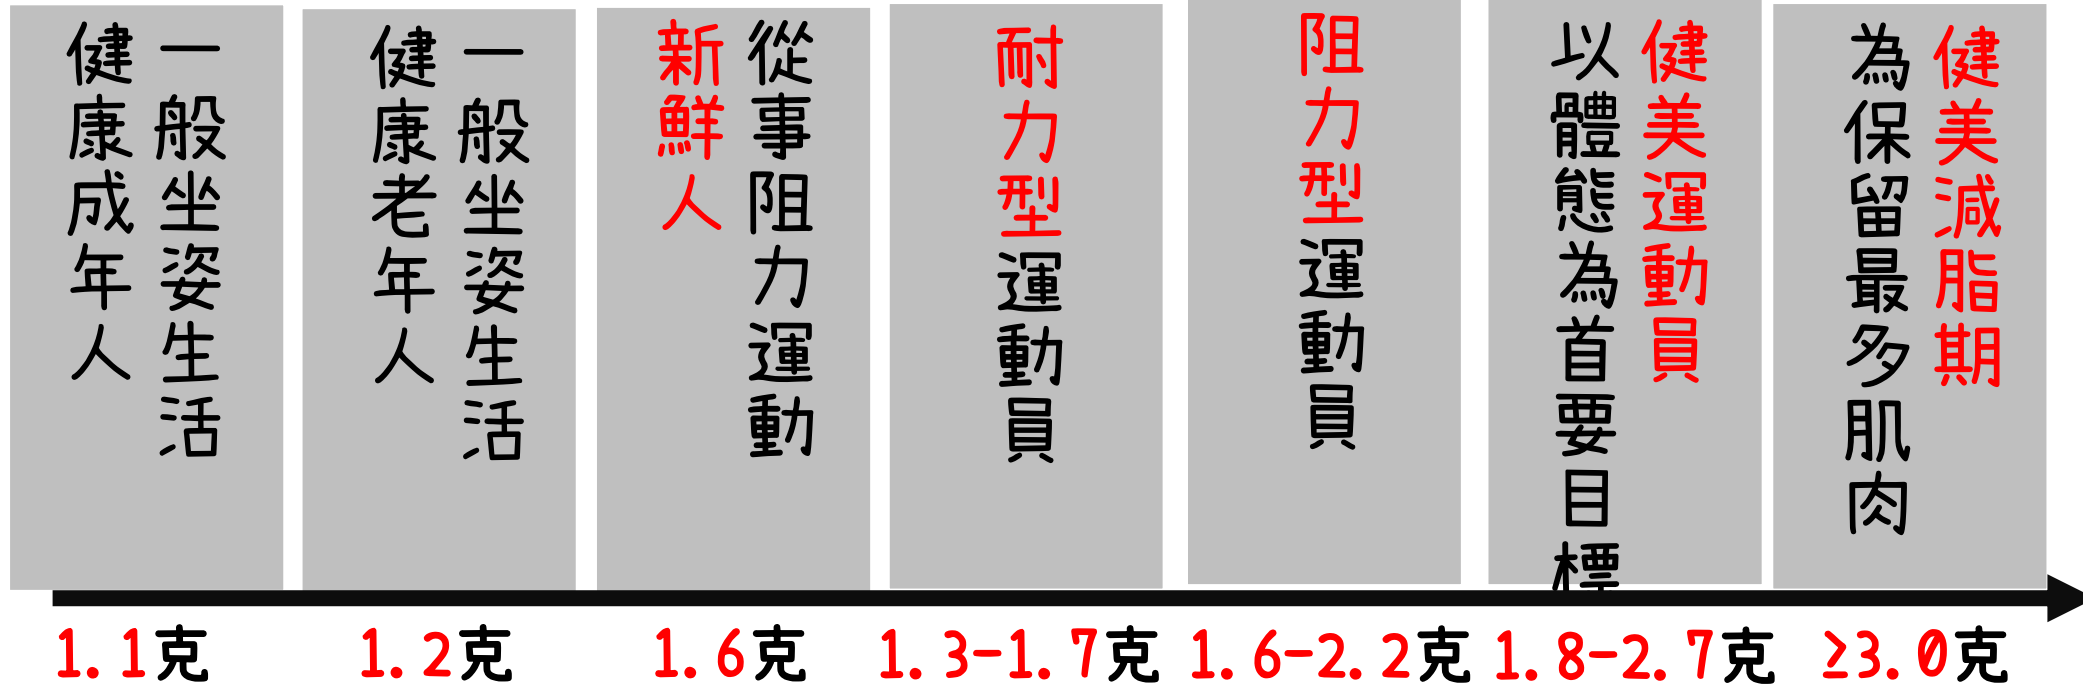 一般坐姿生活
健康成年人
一般坐姿生活
健康老年人
從事阻力運動
新鮮人
耐力型運動員
阻力型運動員
健美運動員
以體態為首要目標
健美減脂期
為保留最多肌肉
1.1克
1.2克
1.6克
1.3-1.7克
1.6-2.2克
1.8-2.7克
≥3.0克